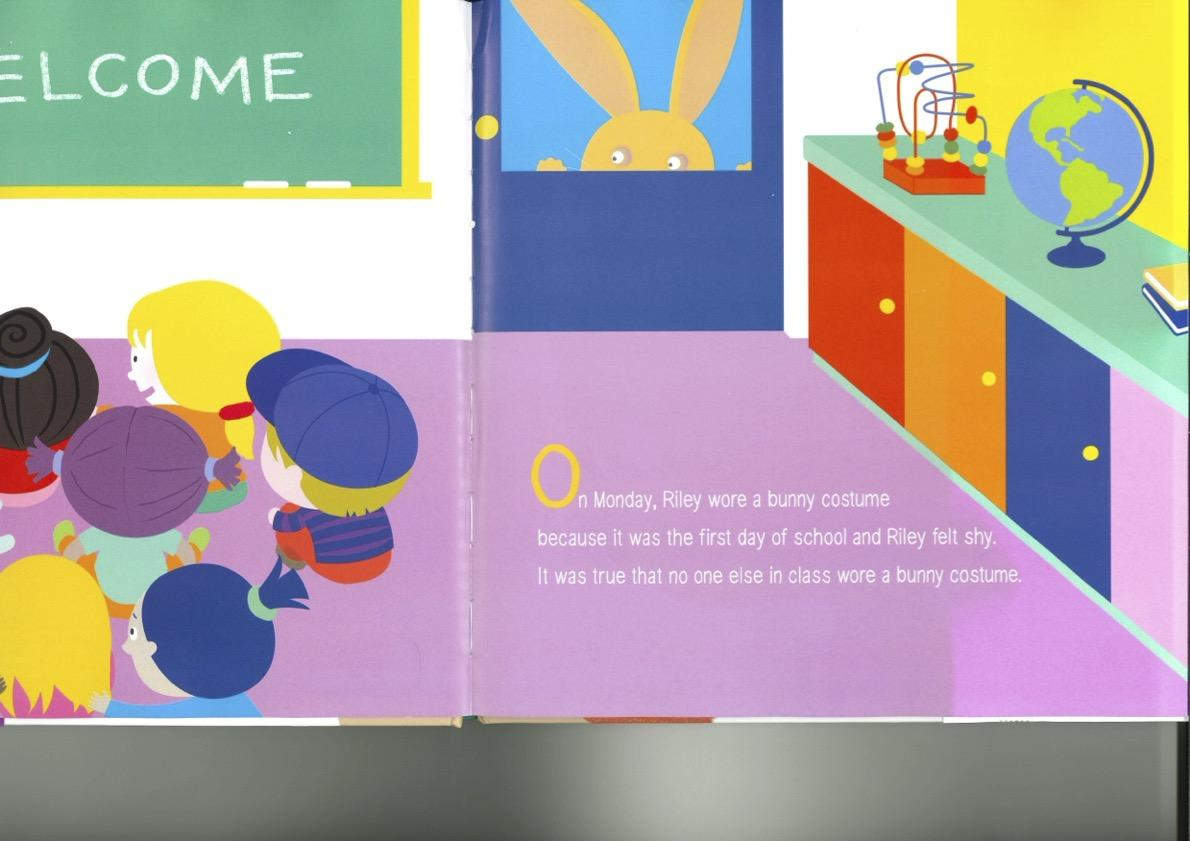 ELCOME
On Monday, Riley wore a bunny costume
because it was the first day of school and Riley felt shy.
It was true that no one else in class wore a bunny costume.